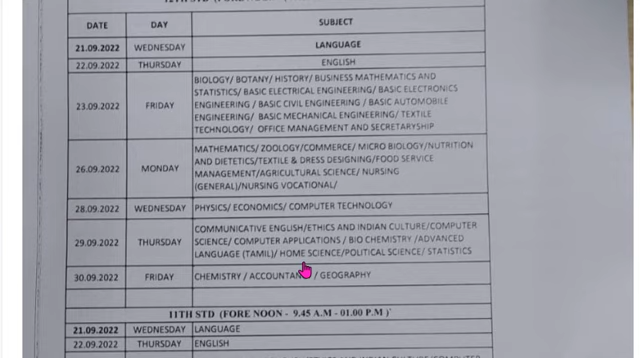 DATE DAY SUBJECT
21.09.2022 WEDNESDAY LANGUAGE
22.09.2022 THURSDAY ENGLISH
23.09.2022 FRIDAY BIOLOGY/ BOTANY/ HISTORY/ BUSINESS MATHEMATICS AND
STATISTICS/ BASIC ELECTRICAL ENGINEERING/ BASIC ELECTRONICS
ENGINEERING / BASIC CIVIL ENGINEERING / BASIC AUTOMOBILE
ENGINEERING/ BASIC MECHANICAL ENGINEERING/ TEXTILE
TECHNOLOGY/ OFFICE MANAGEMENT AND SECRETARYSHIP
26.09.2022 MONDAY MATHEMATICS/ ZOOLOGY/COMMERCE/ MICRO BIOLOGY/NUTRITION
AND DIETETICS/TEXTILE & DRESS DESIGNING/FOOD SERVICE
MANAGEMENT/AGRICULTURAL SCIENCE/ NURSING
(GENERAL)/NURSING VOCATIONAL/
28.09.2022 WEDNESDAY PHYSICS/ ECONOMICS/ COMPUTER TECHNOLOGY
29.09.2022 THURSDAY COMMUNICATIVE ENGLISH/ETHICS AND INDIAN CULTURE/COMPUTER
SCIENCE/ COMPUTER APPLICATIONS / BIO CHEMISTRY /ADVANCED
LANGUAGE (TAMIL)/ HOME SCIENCE/POLITICAL SCIENCE/ STATISTICS
30.09.2022 FRIDAY CHEMISTRY / ACCOUNTAN / GEOGRAPHY
11TH STD (FORE NOON - 9.45 A.M - 01.00 P.M )
21.09.2022 WEDNESDAY LANGUAGE
22.09.2022 THURSDAY ENGLISH